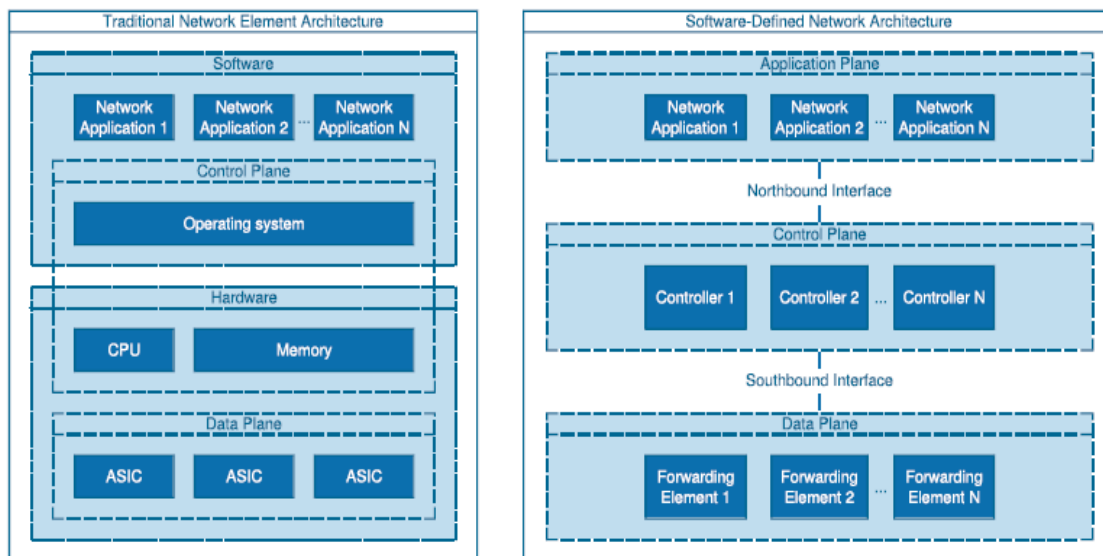 Traditional Network Element Architecture
Software
Network Application 1
Network Application 2
...
Network Application N
Control Plane
Operating system
Hardware
CPU
Memory
Data Plane
ASIC
ASIC
ASIC
Software-Defined Network Architecture
Application Plane
Network Application 1
Network Application 2
...
Network Application N
Northbound Interface
Control Plane
Controller 1
Controller 2
...
Controller N
Southbound Interface
Data Plane
Forwarding Element 1
Forwarding Element 2
...
Forwarding Element N